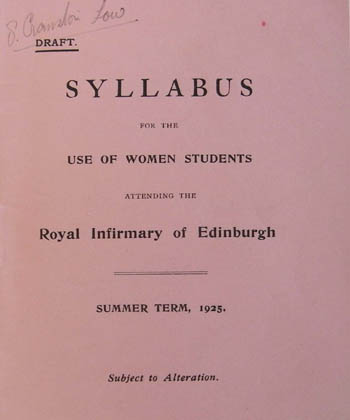 R. Cranston Low
DRAFT.
SYLLABUS
FOR THE
USE OF WOMEN STUDENTS
ATTENDING THE
Royal Infirmary of Edinburgh
SUMMER TERM, 1925.
Subject to Alteration.